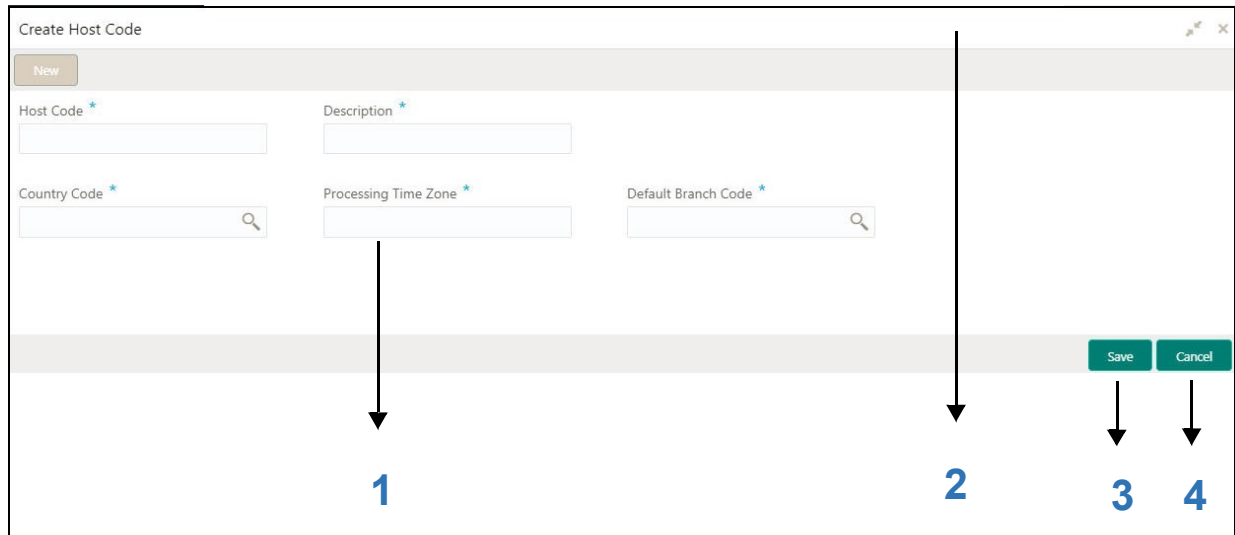 Create Host Code
New
Host Code * Description *
Country Code * Processing Time Zone * Default Branch Code *
Save Cancel
1 2 3 4